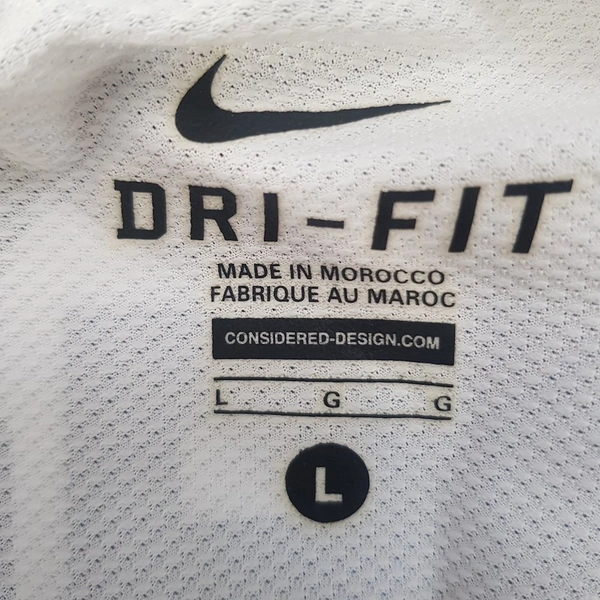 DRI-FIT
MADE IN MOROCCO
FABRIQUE AU MAROC
CONSIDERED-DESIGN.COM
L G G
L